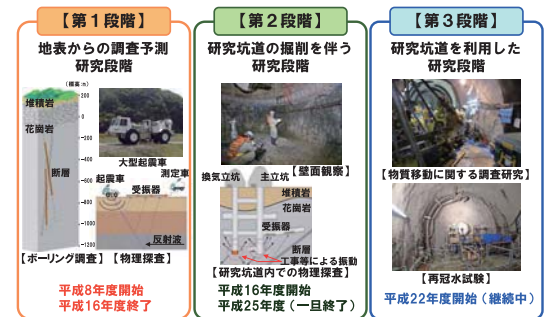 【第1段階】
地表からの調査予測
研究段階
(標高:m)
200
0
-200
-400
-600
-800
-1000
-1200
堆積岩
花崗岩
断層
大型起震車
起震車
測定車
受振器
反射波
【ボーリング調査】
【物理探査】
平成8年度開始
平成16年度終了
【第2段階】
研究坑道の掘削を伴う
研究段階
【壁面観察】
換気立坑
主立坑
堆積岩
花崗岩
受振器
断層
工事等による振動
【研究坑道内での物理探査】
平成16年度開始
平成25年度（一旦終了）
【第3段階】
研究坑道を利用した
研究段階
【物質移動に関する調査研究】
【再冠水試験】
平成22年度開始（継続中）